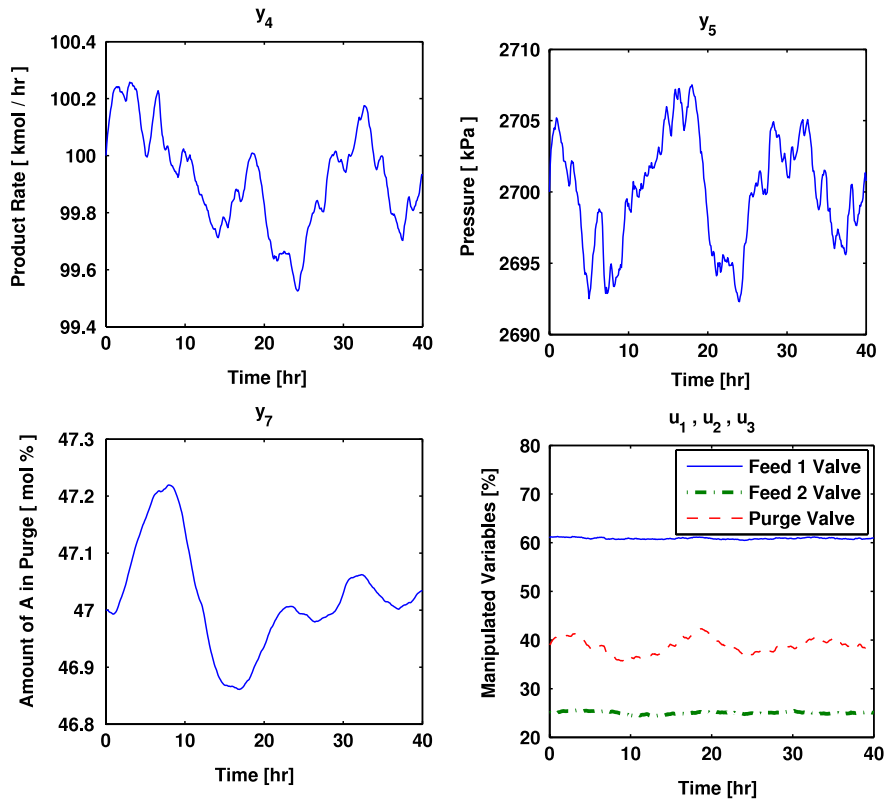 y4
100.4
100.2
100
99.8
99.6
99.4
Product Rate [ kmol / hr ]
0 10 20 30 40
Time [hr]
y5
2710
2705
2700
2695
2690
Pressure [ kPa ]
0 10 20 30 40
Time [hr]
y7
47.3
47.2
47.1
47
46.9
46.8
Amount of A in Purge [ mol % ]
0 10 20 30 40
Time [hr]
u1 , u2 , u3
80
70
60
50
40
30
20
Manipulated Variables [%]
Feed 1 Valve
Feed 2 Valve
Purge Valve
0 10 20 30 40
Time [hr]